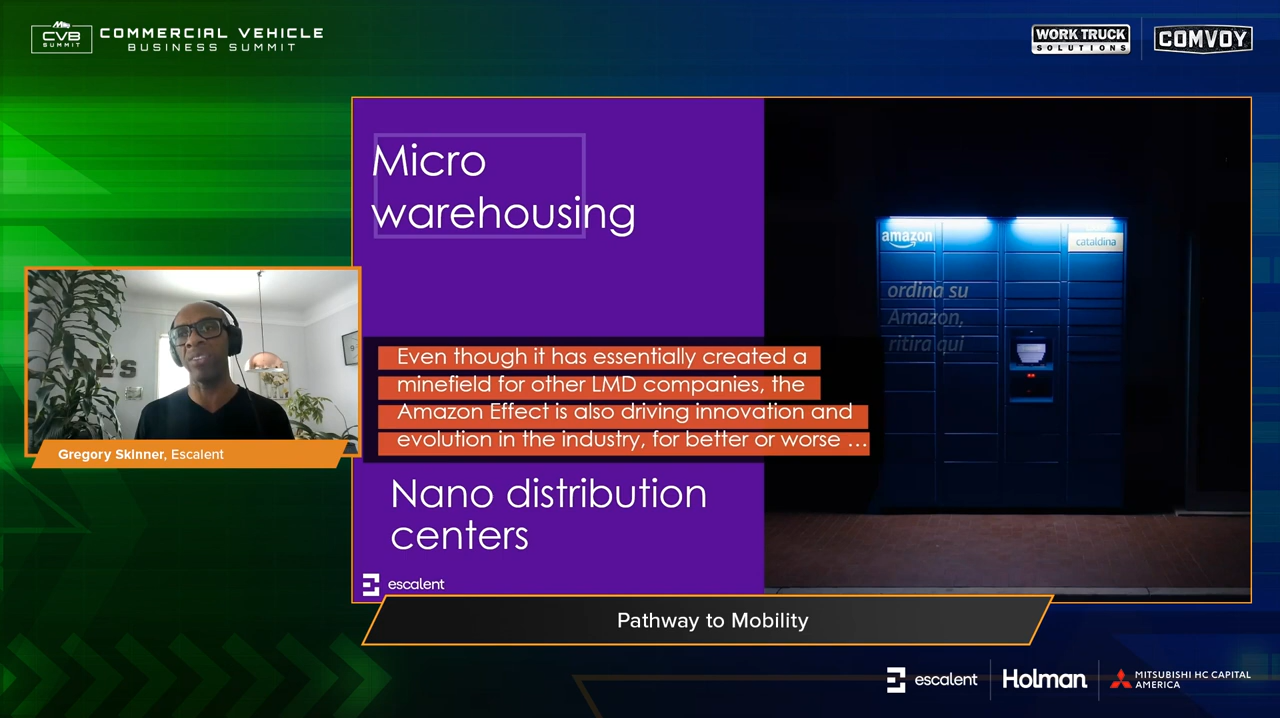 CVB
SUMMIT
COMMERCIAL VEHICLE
BUSINESS SUMMIT
WORK TRUCK
SOLUTIONS
COMVOY
Micro
warehousing
amazon
cataldina
ordina su
Amazon,
ritira qui
Even though it has essentially created a
minefield for other LMD companies, the
Amazon Effect is also driving innovation and
evolution in the industry, for better or worse ...
Gregory Skinner, Escalent
Nano distribution
centers
escalent
Pathway to Mobility
escalent
Holman
MITSUBISHI HC CAPITAL
AMERICA